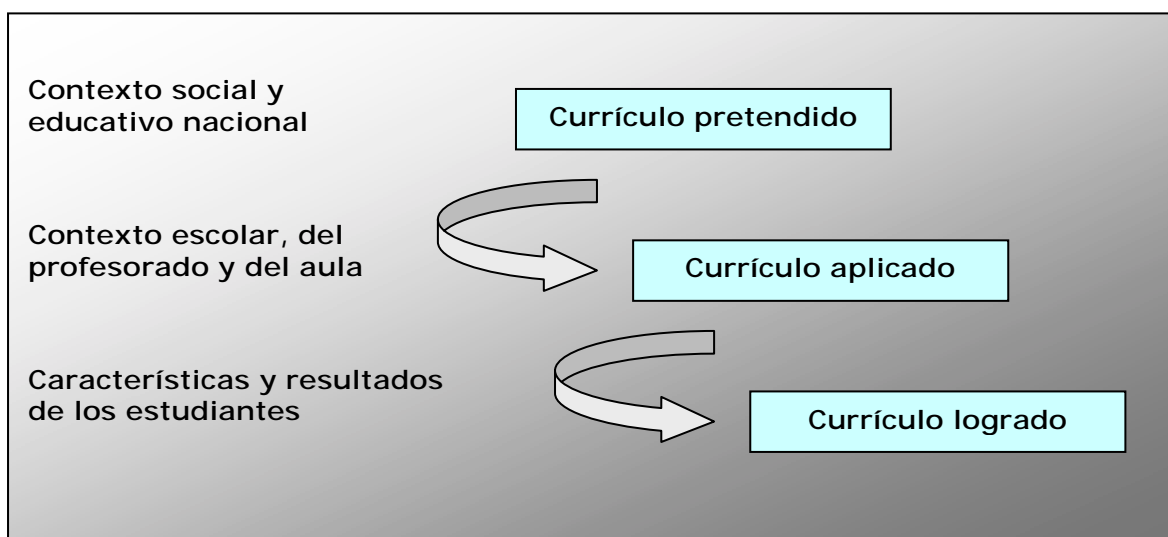 Contexto social y
educativo nacional
Currículo pretendido
Contexto escolar, del
profesorado y del aula
Currículo aplicado
Características y resultados
de los estudiantes
Currículo logrado